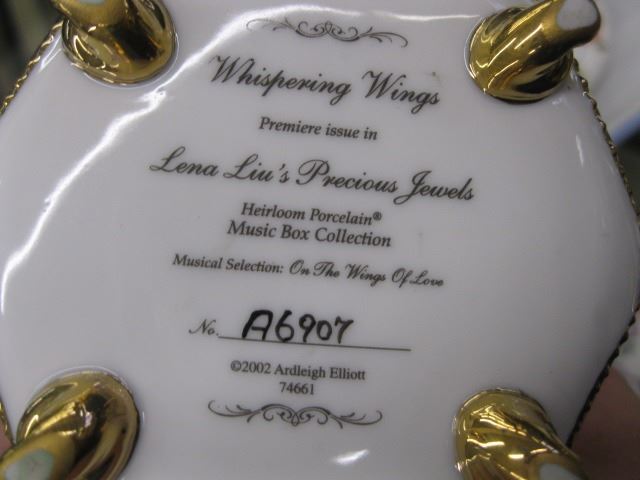 Whispering Wings
Premiere issue in
Lena Liu's Precious Jewels
Heirloom Porcelain®
Music Box Collection
Musical Selection: On The Wings Of Love
No. A6907
©2002 Ardleigh Elliott
74661